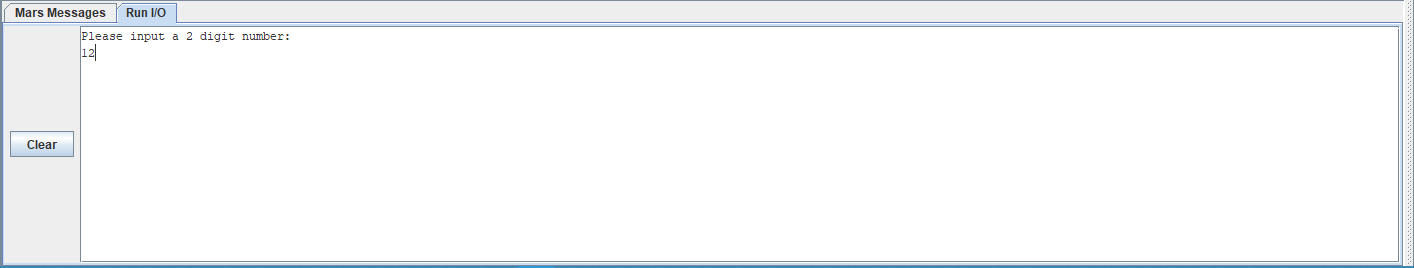 Mars Messages Run I/O
Please input a 2 digit number:
12
Clear